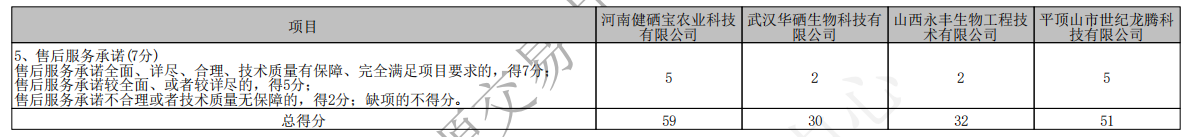 项目
河南健硒宝农业科技有限公司
武汉华硒生物科技有限公司
山西永丰生物工程技术有限公司
平顶山市世纪龙腾科技有限公司
5、售后服务承诺(7分)
售后服务承诺全面、详尽、合理、技术质量有保障、完全满足项目要求的，得7分；
售后服务承诺较全面、或者较详尽的，得5分；
售后服务承诺不合理或者技术质量无保障的，得2分；缺项的不得分。
5
2
2
5
总得分
59
30
32
51
源交易中心